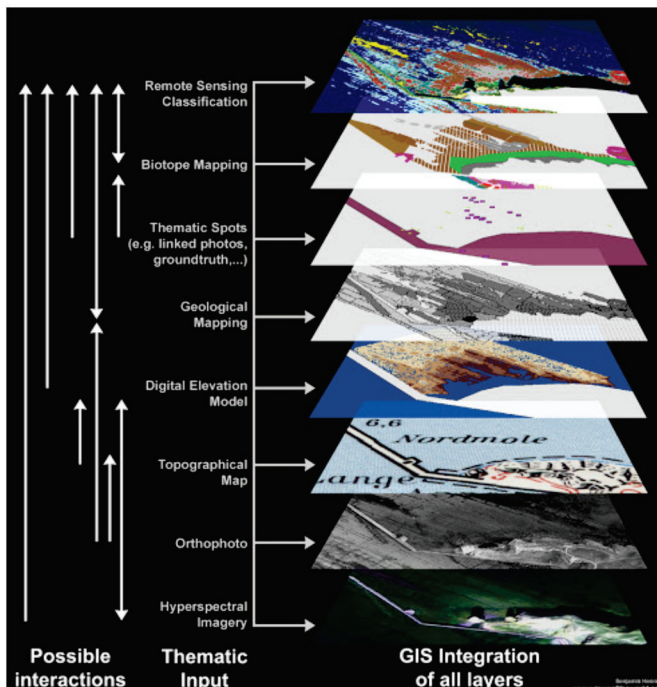 Remote Sensing
Classification
Biotope Mapping
Thematic Spots
(e.g. linked photos,
groundtruth,...)
Geological
Mapping
Digital Elevation
Model
6,6
Nordmole
Topographical
Map
Lange
Orthophoto
Hyperspectral
Imagery
Possible
interactions
Thematic
Input
GIS Integration
of all layers